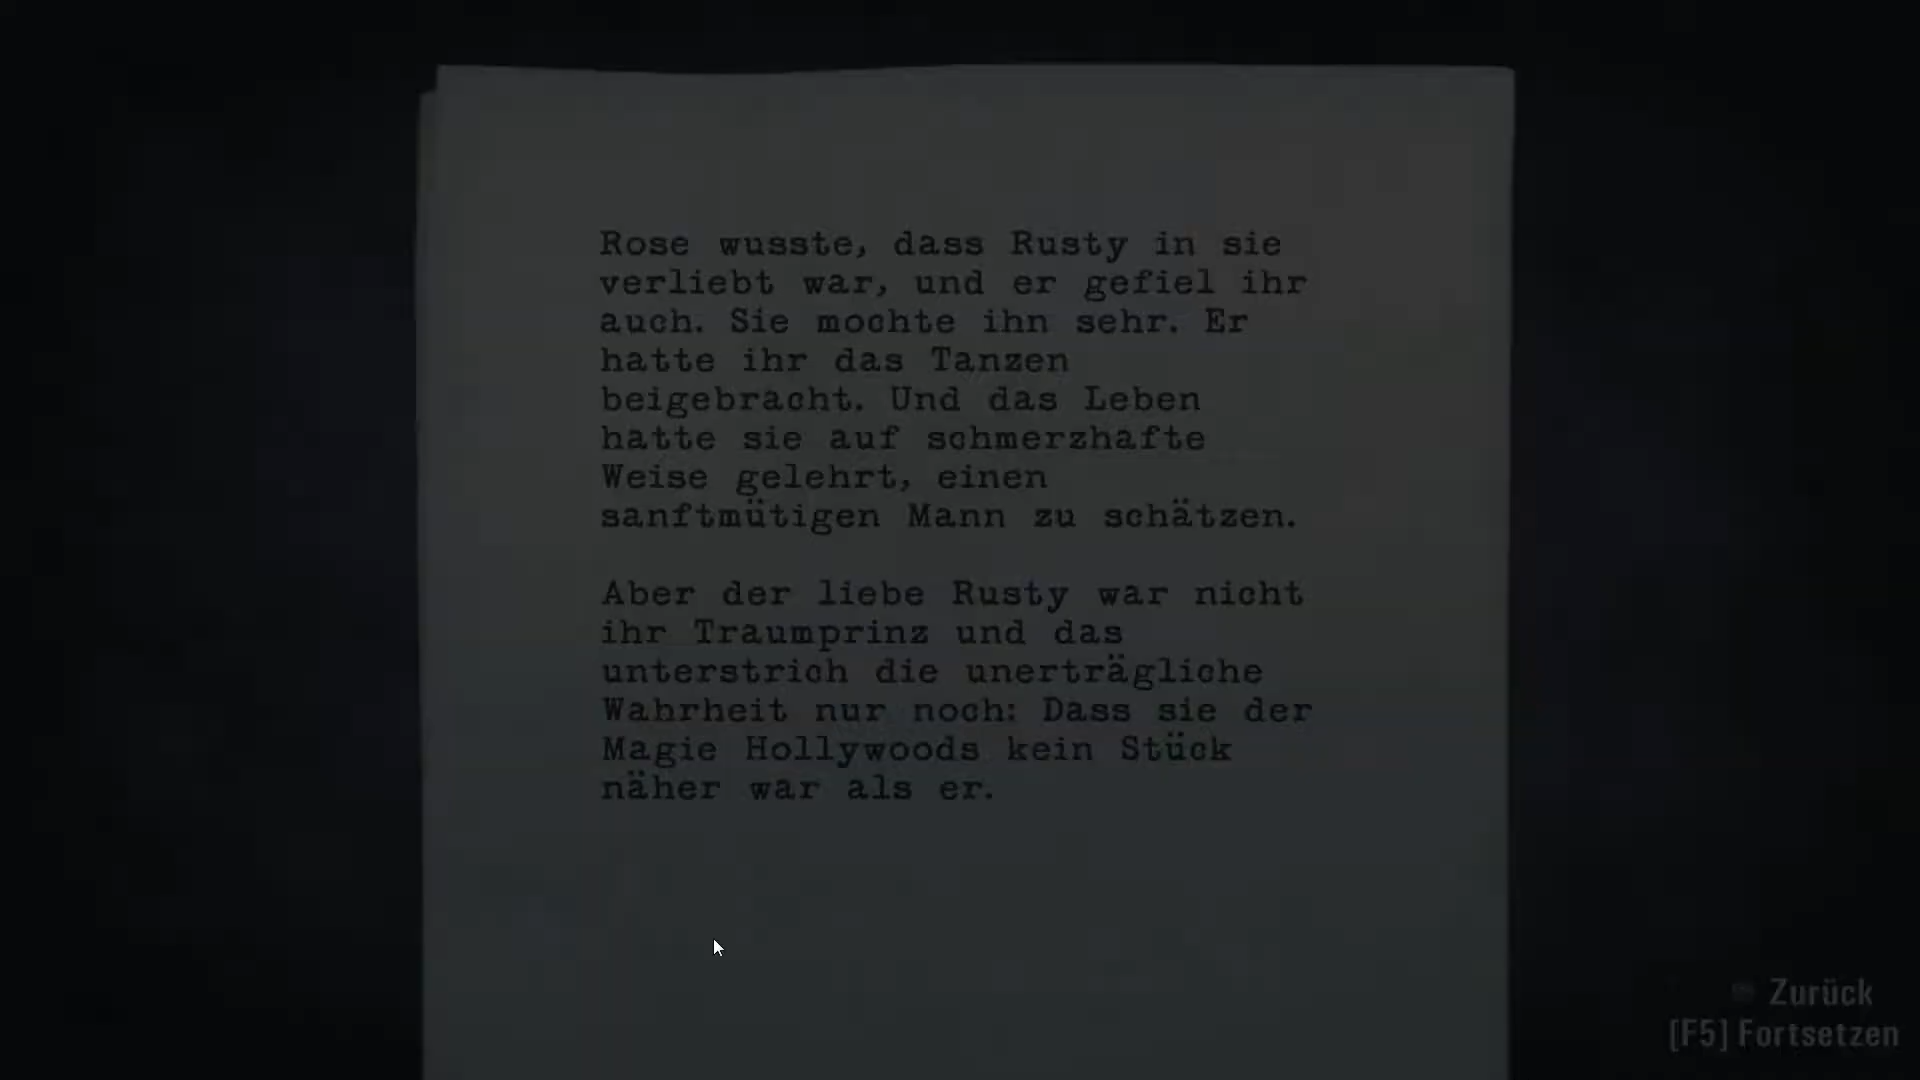 Rose wusste, dass Rusty in sie
verliebt war, und er gefiel ihr
auch. Sie mochte ihn sehr. Er
hatte ihr das Tanzen
beigebracht. Und das Leben
hatte sie auf schmerzhafte
Weise gelehrt, einen
sanftmütigen Mann zu schätzen.
Aber der liebe Rusty war nicht
ihr Traumprinz und das
unterstrich die unerträgliche
Wahrheit nur noch: Dass sie der
Magie Hollywoods kein Stück
näher war als er.
Zurück
[F5] Fortsetzen